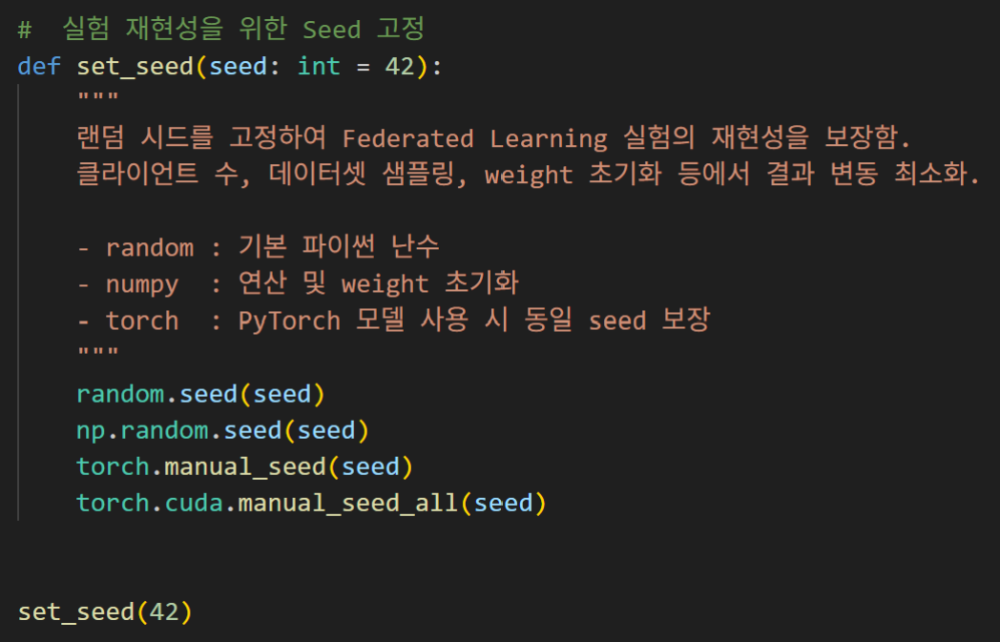 #  실험 재현성을 위한 Seed 고정
def set_seed(seed: int = 42):
    """
    랜덤 시드를 고정하여 Federated Learning 실험의 재현성을 보장함.
    클라이언트 수, 데이터셋 샘플링, weight 초기화 등에서 결과 변동 최소화.

    - random : 기본 파이썬 난수
    - numpy  : 연산 및 weight 초기화
    - torch  : PyTorch 모델 사용 시 동일 seed 보장
    """
    random.seed(seed)
    np.random.seed(seed)
    torch.manual_seed(seed)
    torch.cuda.manual_seed_all(seed)


set_seed(42)